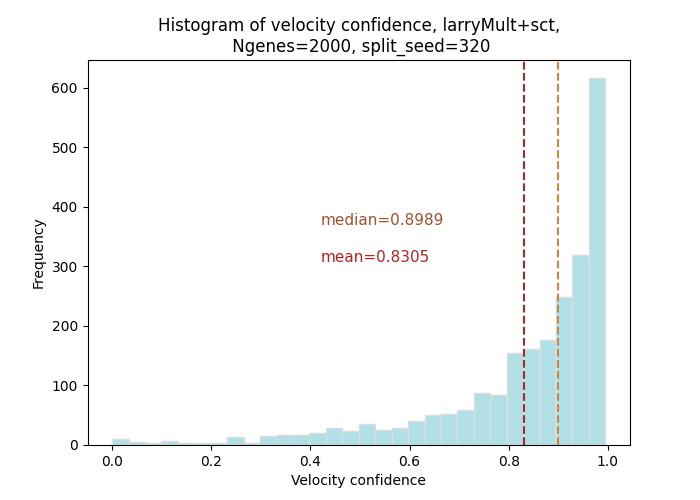 Histogram of velocity confidence, larryMult+sct,
Ngenes=2000, split_seed=320
600
500
400
300
200
100
0
Frequency
median=0.8989
mean=0.8305
0.0 0.2 0.4 0.6 0.8 1.0
Velocity confidence